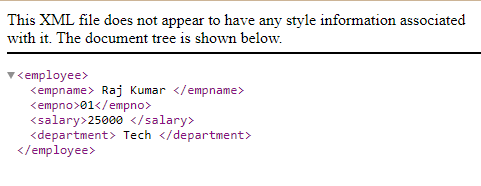 This XML file does not appear to have any style information associated
with it. The document tree is shown below.
▼<employee>
<empname> Raj Kumar </empname>
<empno>01</empno>
<salary>25000 </salary>
<department> Tech </department>
</employee>